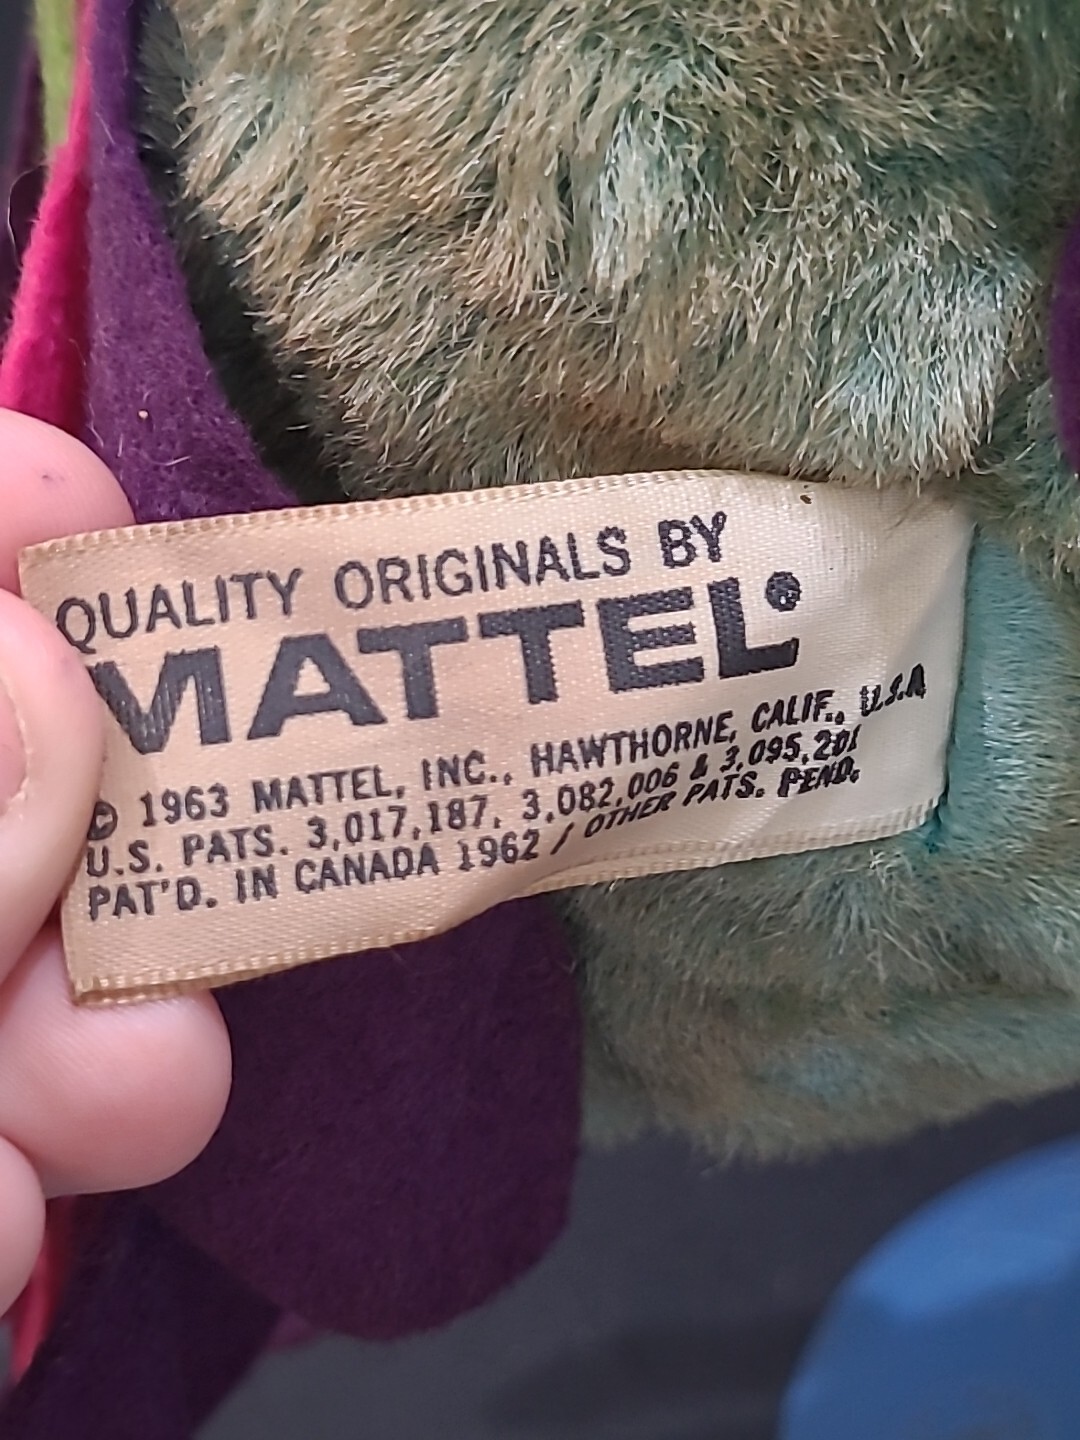 QUALITY ORIGINALS BY
MATTEL®
© 1963 MATTEL, INC., HAWTHORNE, CALIF., U.S.A
U.S. PATS. 3,017,187, 3,082,006 & 3,095,201
PAT'D. IN CANADA 1962 / OTHER PATS. PEND.